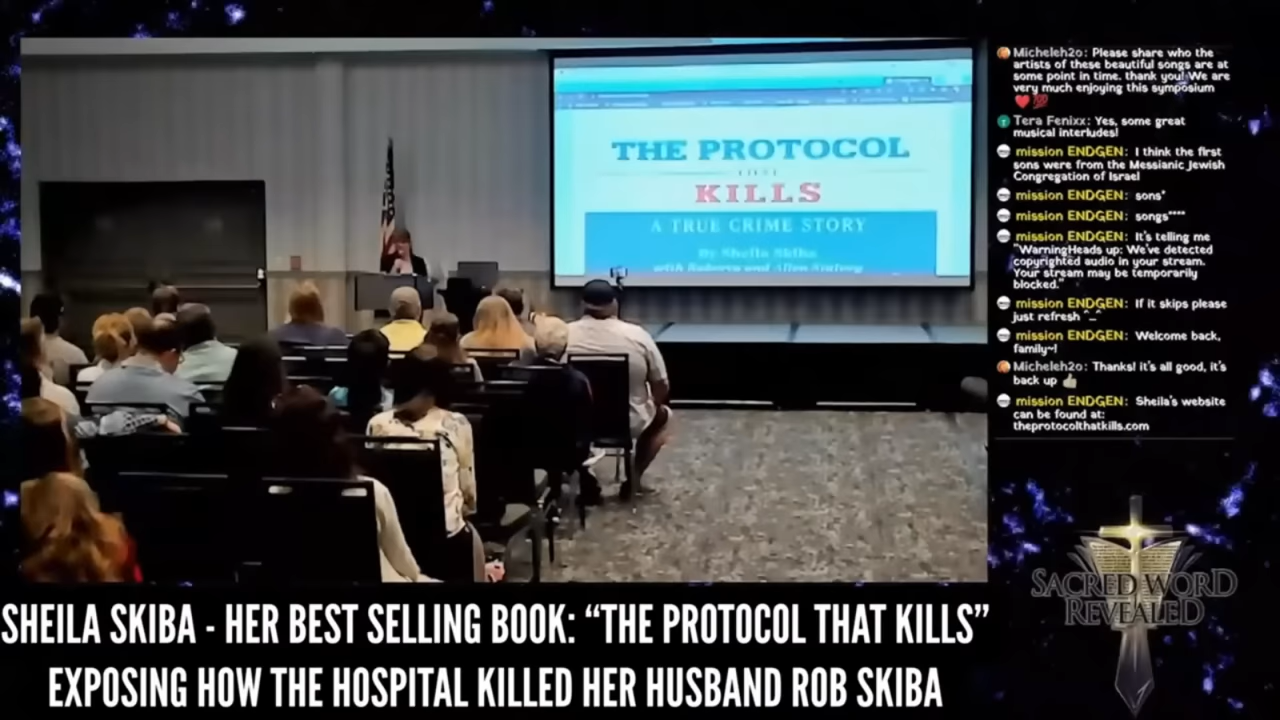 THE PROTOCOL
THAT
KILLS
A TRUE CRIME STORY
By Sheila Skiba
with Roberta and Allen
Micheleh2o: Please share who the
artists of these beautiful songs are at
some point in time. thank you! We are
very much enjoying this symposium
❤️💯
Tera Fenixx: Yes, some great
musical interludes!
mission ENDGEN: I think the first
sons were from the Messianic Jewish
Congregation of Israel
mission ENDGEN: sons*
mission ENDGEN: songs****
mission ENDGEN: It's telling me
"WarningHeads up: We've detected
copyrighted audio in your stream.
Your stream may be temporarily
blocked."
mission ENDGEN: If it skips please
just refresh ^_^
mission ENDGEN: Welcome back,
family~!
Micheleh2o: Thanks! it's all good, it's
back up 👍
mission ENDGEN: Sheila's website
can be found at:
theprotocolthatkills.com
SACRED WORD
REVEALED
SHEILA SKIBA - HER BEST SELLING BOOK: “THE PROTOCOL THAT KILLS”
EXPOSING HOW THE HOSPITAL KILLED HER HUSBAND ROB SKIBA